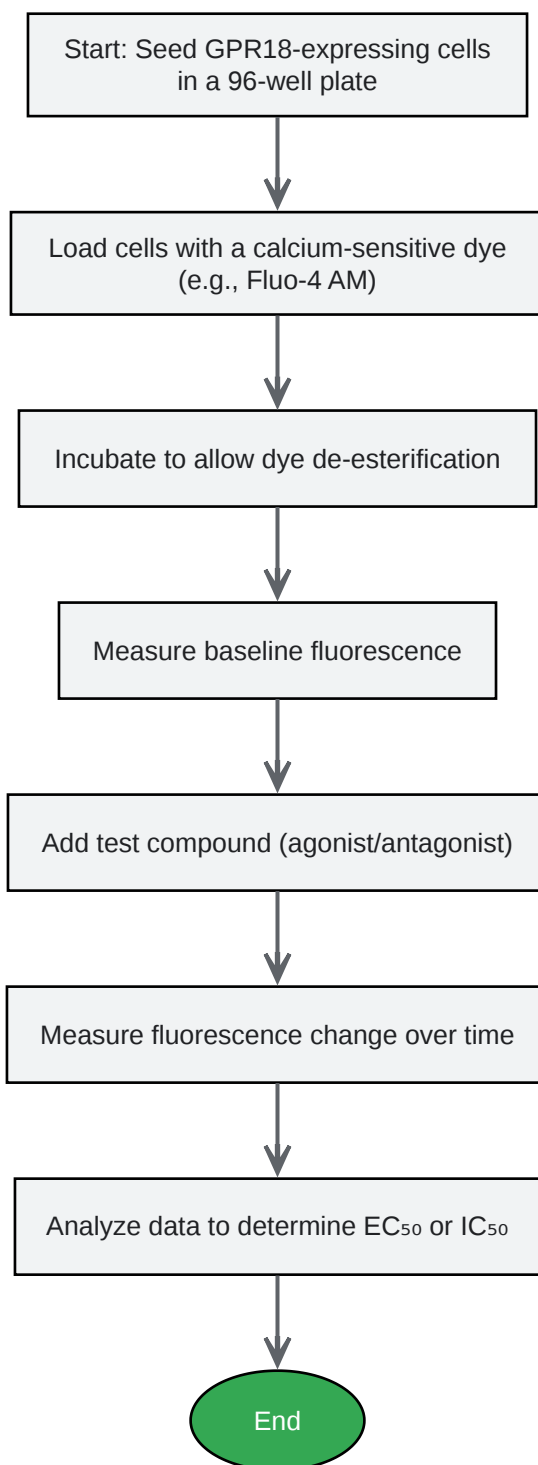 Start: Seed GPR18-expressing cells
in a 96-well plate
Load cells with a calcium-sensitive dye
(e.g., Fluo-4 AM)
Incubate to allow dye de-esterification
Measure baseline fluorescence
Add test compound (agonist/antagonist)
Measure fluorescence change over time
Analyze data to determine EC₅₀ or IC₅₀
End